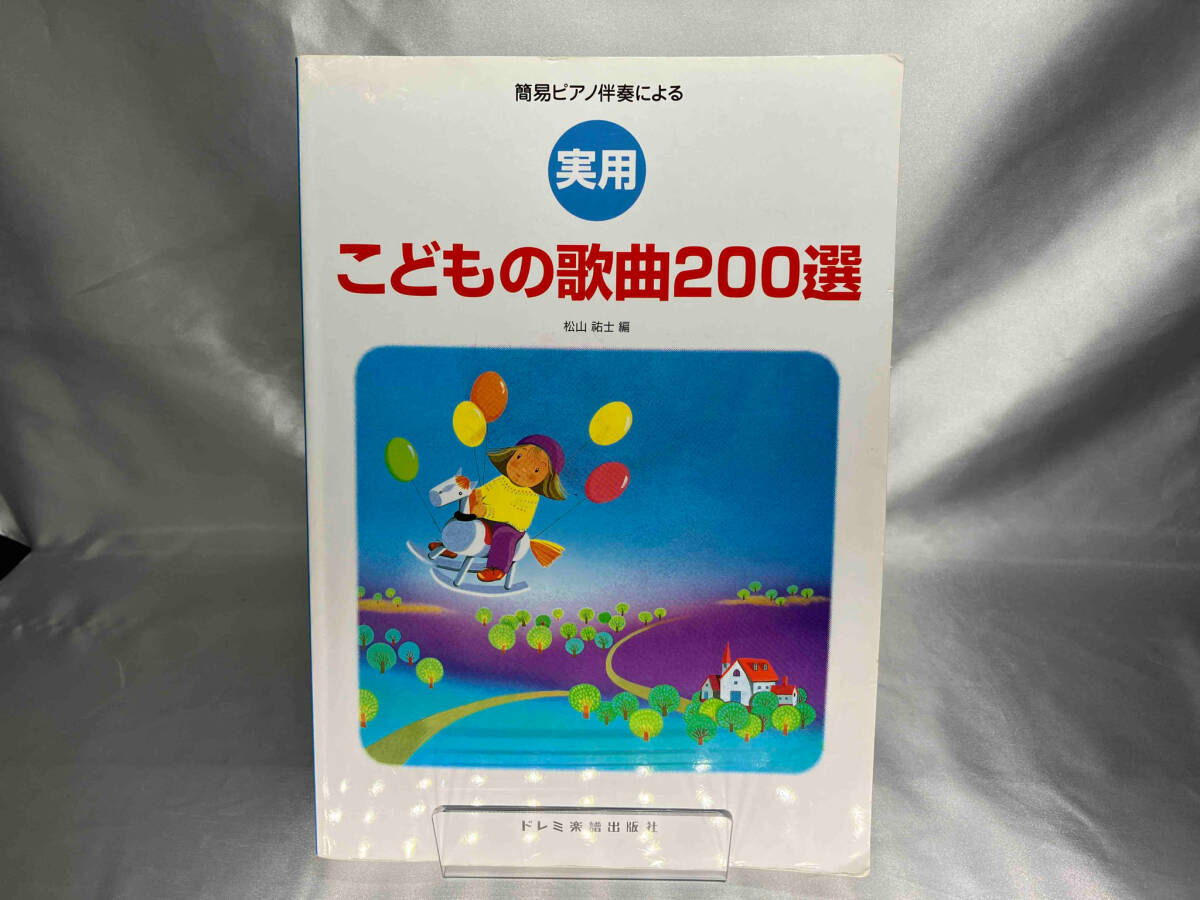 簡易ピアノ伴奏による
実用
こどもの歌曲200選
松山 祐士 編
ドレミ楽譜出版社